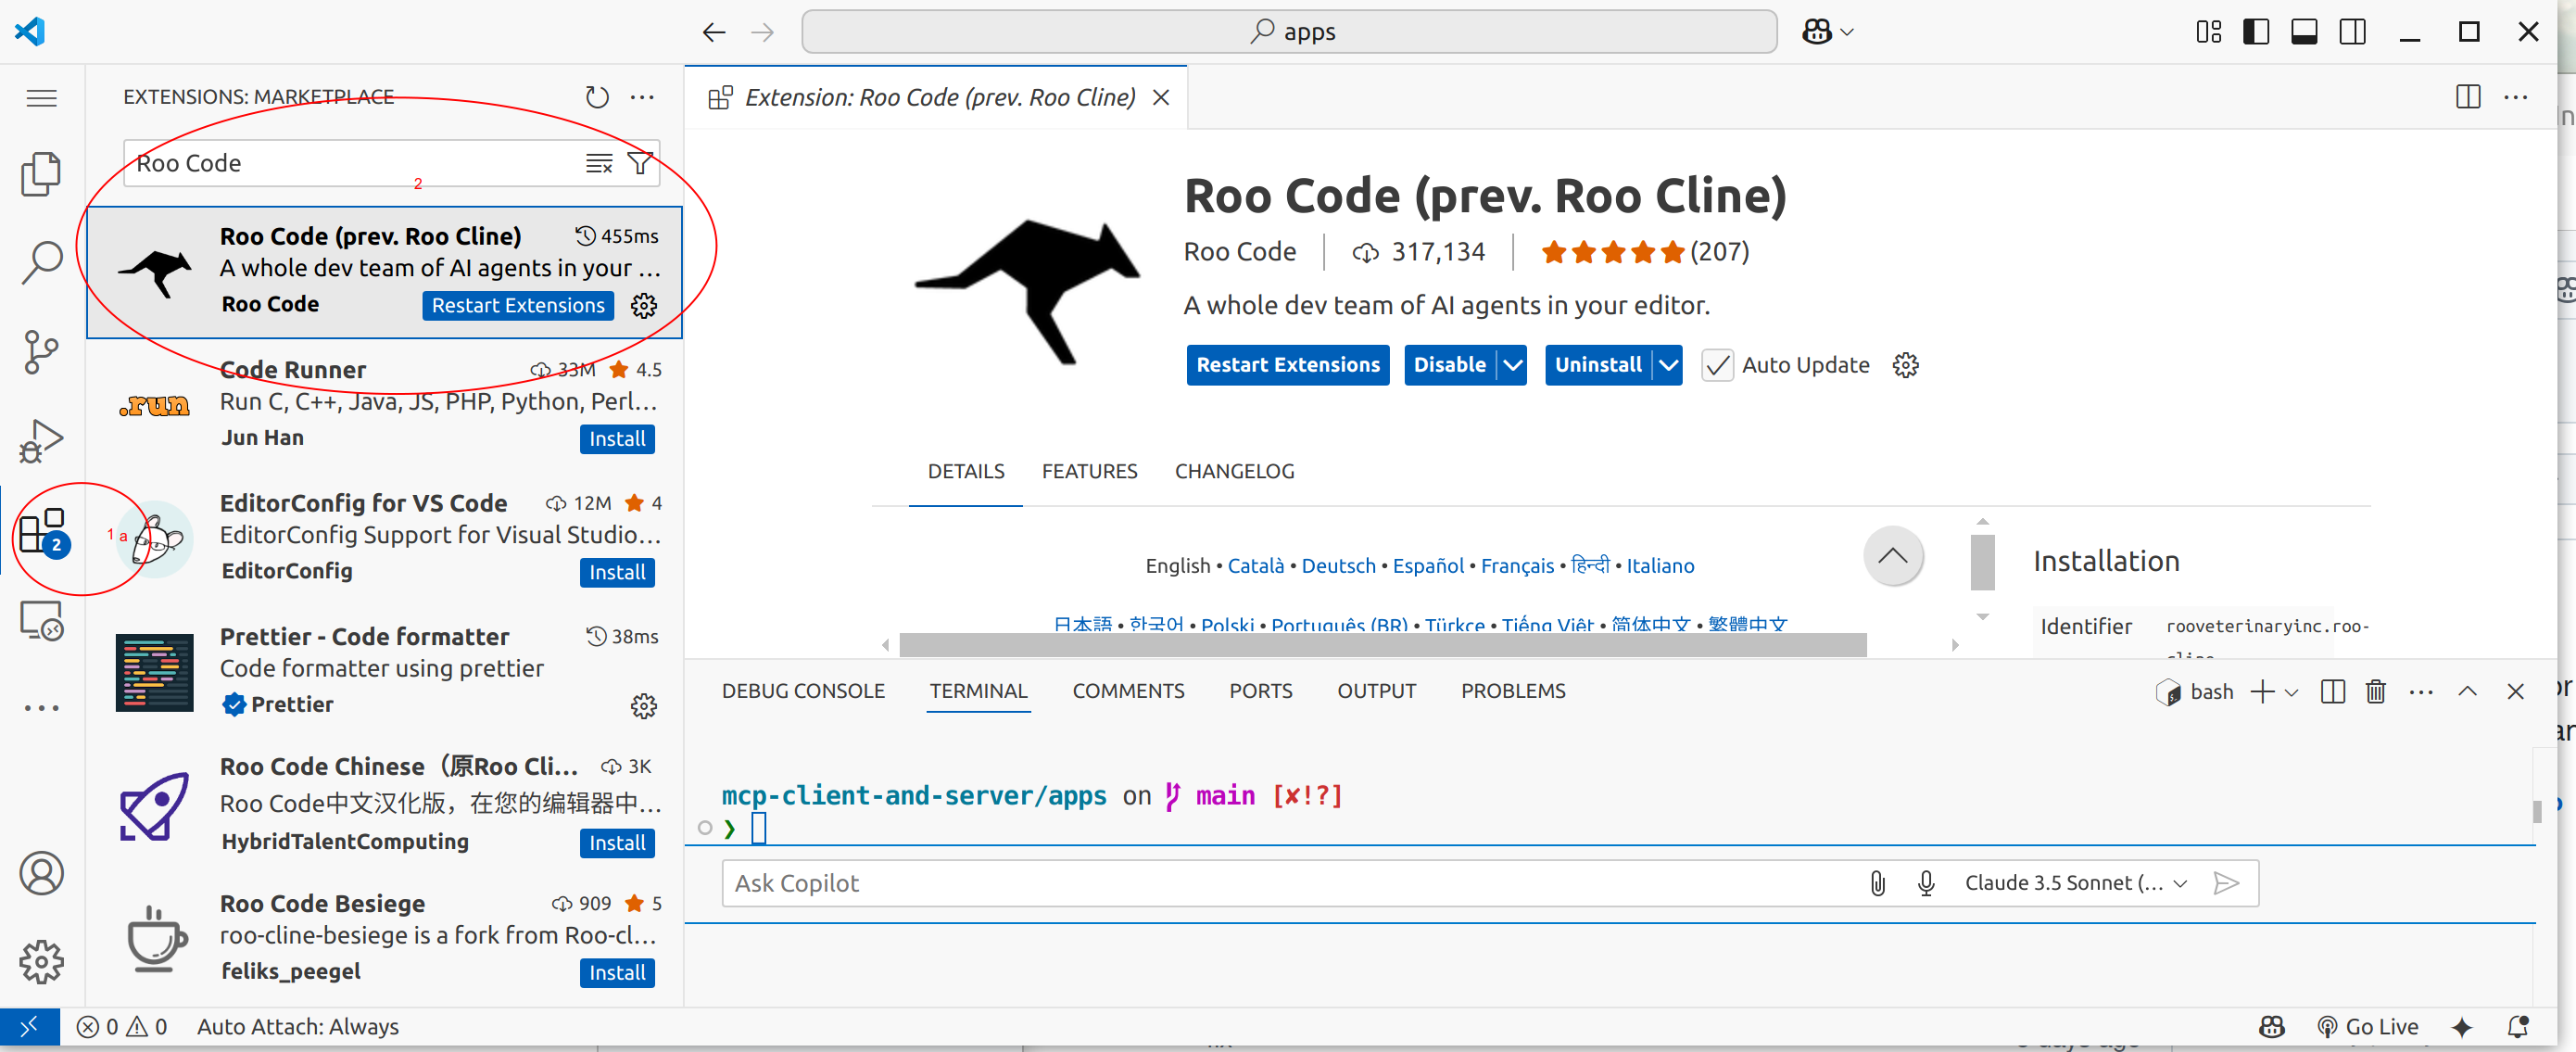 apps
EXTENSIONS: MARKETPLACE
Roo Code
2
Roo Code (prev. Roo Cline) 455ms
A whole dev team of AI agents in your ...
Roo Code Restart Extensions
Code Runner 33M 4.5
Run C, C++, Java, JS, PHP, Python, Perl...
.run
Jun Han Install
1 a
2
EditorConfig for VS Code 12M 4
EditorConfig Support for Visual Studio...
EditorConfig Install
Prettier - Code formatter 38ms
Code formatter using prettier
Prettier
Roo Code Chinese（原Roo Cli... 3K
Roo Code中文汉化版，在您的编辑器中...
HybridTalentComputing Install
Roo Code Besiege 909 5
roo-cline-besiege is a fork from Roo-cl...
feliks_peegel Install
Extension: Roo Code (prev. Roo Cline)
Roo Code (prev. Roo Cline)
Roo Code 317,134 (207)
A whole dev team of AI agents in your editor.
Restart Extensions Disable Uninstall Auto Update
DETAILS FEATURES CHANGELOG
English • Català • Deutsch • Español • Français • हिन्दी • Italiano
日本語 • 한국어 • Polski • Português (BR) • Türkçe • Tiếng Việt • 简体中文 • 繁體中文
Installation
Identifier rooveterinaryinc.roo-
cline
DEBUG CONSOLE TERMINAL COMMENTS PORTS OUTPUT PROBLEMS
bash
mcp-client-and-server/apps on main [✘!?]
❯
Ask Copilot Claude 3.5 Sonnet (...
0 0 Auto Attach: Always Go Live